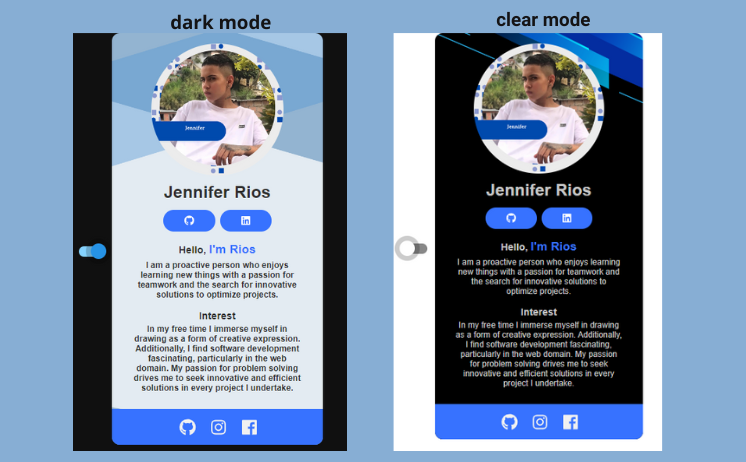 dark mode
Jennifer
Jennifer Rios
Hello, I'm Rios
I am a proactive person who enjoys
learning new things with a passion for
teamwork and the search for innovative
solutions to optimize projects.
Interest
In my free time I immerse myself in
drawing as a form of creative expression.
Additionally, I find software development
fascinating, particularly in the web
domain. My passion for problem solving
drives me to seek innovative and efficient
solutions in every project I undertake.
clear mode
Jennifer
Jennifer Rios
Hello, I'm Rios
I am a proactive person who enjoys learning
new things with a passion for teamwork and
the search for innovative solutions to
optimize projects.
Interest
In my free time I immerse myself in drawing
as a form of creative expression. Additionally,
I find software development fascinating,
particularly in the web domain. My passion
for problem solving drives me to seek
innovative and efficient solutions in every
project I undertake.